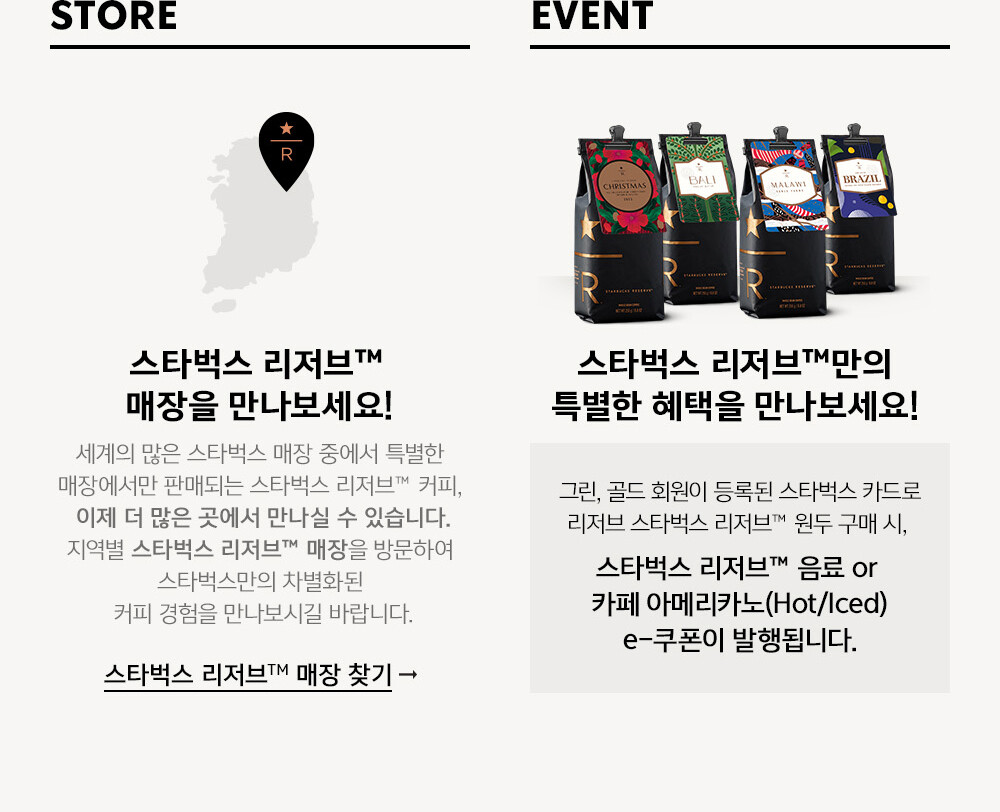 STORE
R
스타벅스 리저브™
매장을 만나보세요!
세계의 많은 스타벅스 매장 중에서 특별한
매장에서만 판매되는 스타벅스 리저브™ 커피,
이제 더 많은 곳에서 만나실 수 있습니다.
지역별 스타벅스 리저브™ 매장을 방문하여
스타벅스만의 차별화된
커피 경험을 만나보시길 바랍니다.
스타벅스 리저브™ 매장 찾기→
EVENT
CHRISTMAS
BALI
MALAWI
BRAZIL
R
STARBUCKS RESERVE
R
STARBUCKS RESERVE
R
STARBUCKS RESERVE
스타벅스 리저브™만의
특별한 혜택을 만나보세요!
그린, 골드 회원이 등록된 스타벅스 카드로
리저브 스타벅스 리저브™ 원두 구매 시,
스타벅스 리저브™ 음료 or
카페 아메리카노(Hot/Iced)
e-쿠폰이 발행됩니다.